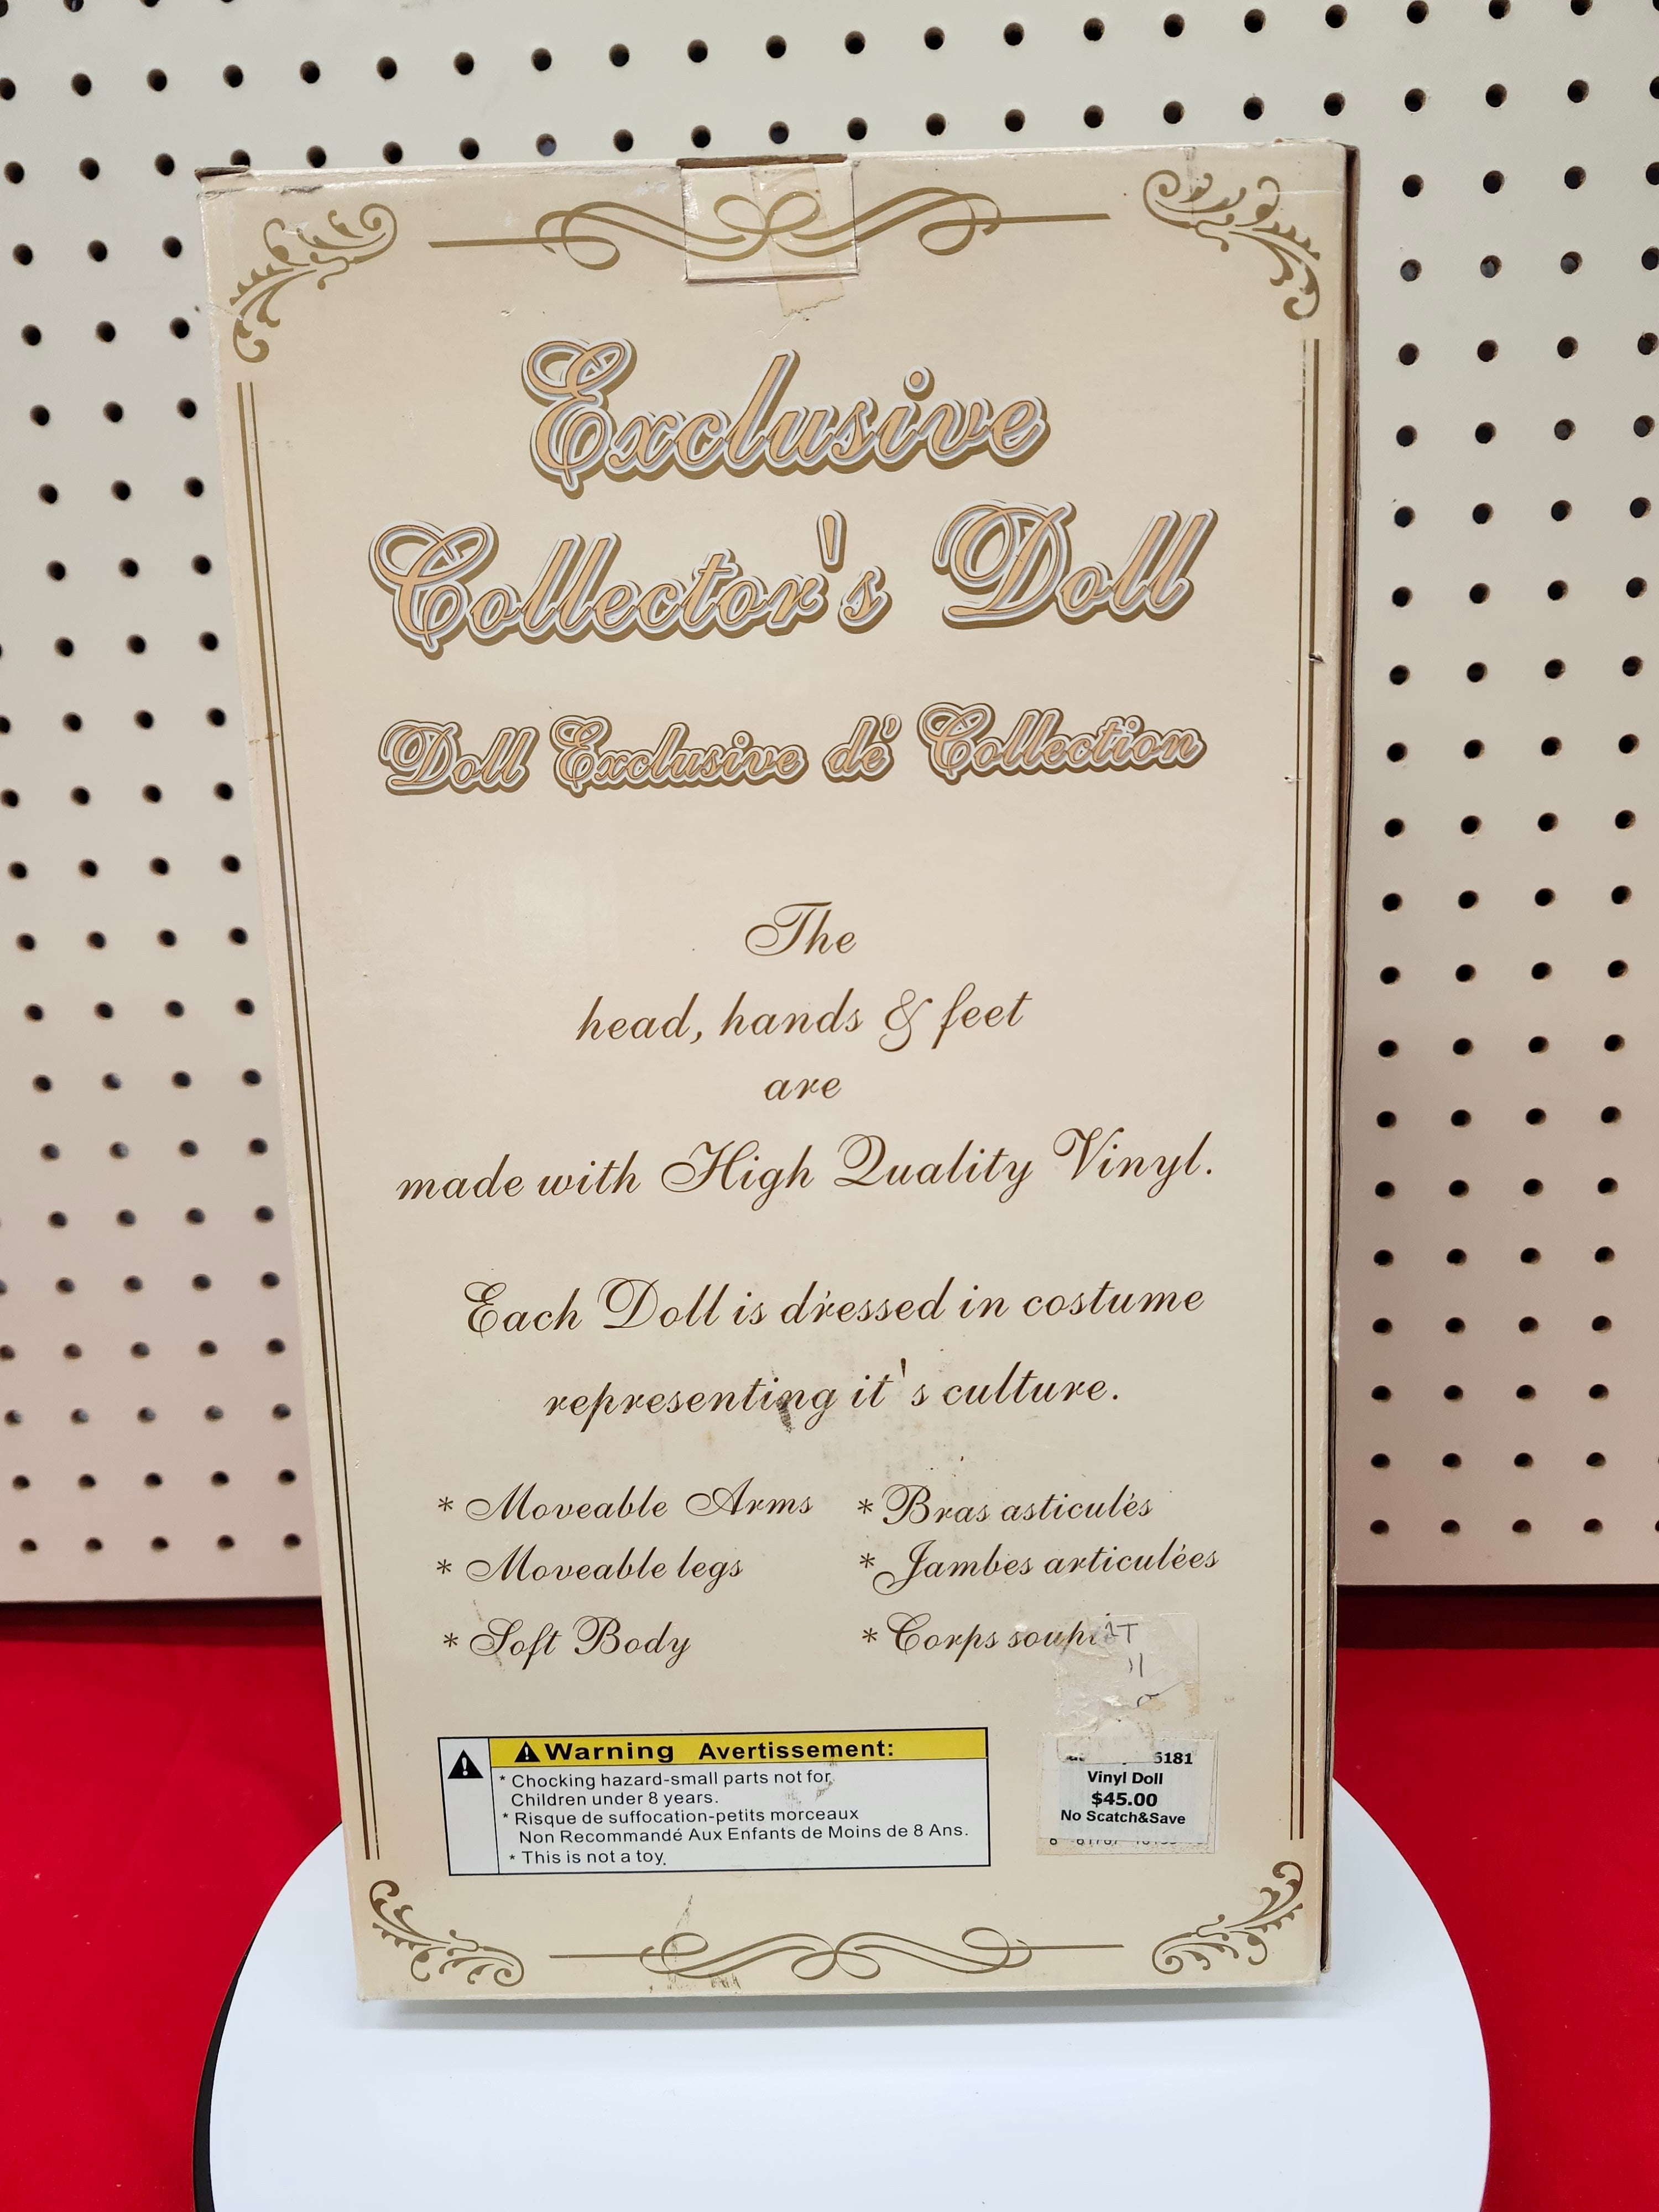 Exclusive
Collector's Doll
Doll Exclusive dé Collection
The
head, hands & feet
are
made with High Quality Vinyl.
Each Doll is dressed in costume
representing it's culture.
* Moveable Arms
* Moveable legs
* Soft Body
* Bras asticulés
* Jambes articulées
* Corps
Warning Avertissement:
* Chocking hazard-small parts not for
Children under 8 years.
* Risque de suffocation-petits morceaux
Non Recommandé Aux Enfants de Moins de 8 Ans.
* This is not a toy.
5181
Vinyl Doll
$45.00
No Scatch&Save